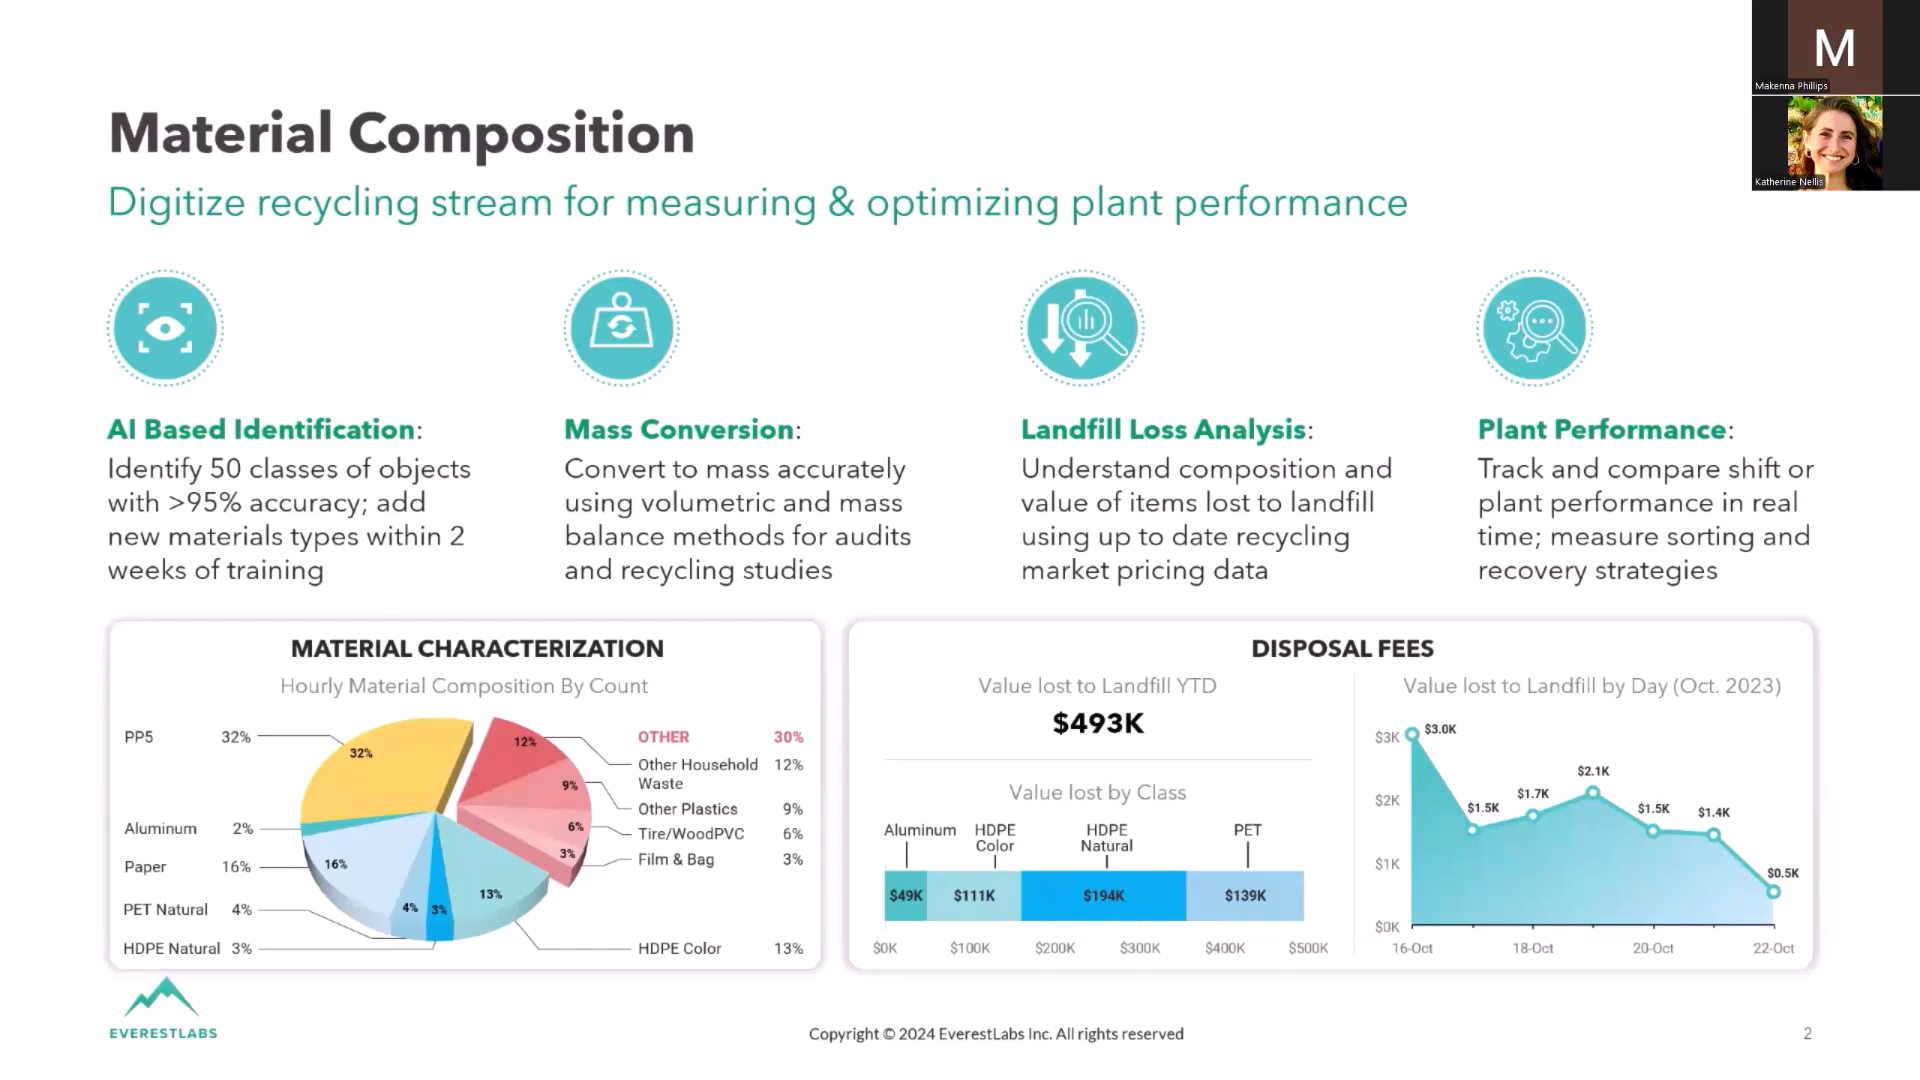 M
Makenna Phillips
Katherine Nellis
Material Composition
Digitize recycling stream for measuring & optimizing plant performance
AI Based Identification:
Identify 50 classes of objects
with >95% accuracy; add
new materials types within 2
weeks of training
Mass Conversion:
Convert to mass accurately
using volumetric and mass
balance methods for audits
and recycling studies
Landfill Loss Analysis:
Understand composition and
value of items lost to landfill
using up to date recycling
market pricing data
Plant Performance:
Track and compare shift or
plant performance in real
time; measure sorting and
recovery strategies
MATERIAL CHARACTERIZATION
Hourly Material Composition By Count
PP5 32%
Aluminum 2%
Paper 16%
PET Natural 4%
HDPE Natural 3%
32%
16%
4%
3%
13%
12%
9%
6%
3%
OTHER 30%
Other Household 12%
Waste
Other Plastics 9%
Tire/WoodPVC 6%
Film & Bag 3%
HDPE Color 13%
DISPOSAL FEES
Value lost to Landfill YTD
$493K
Value lost by Class
Aluminum
HDPE
Color
HDPE
Natural
PET
$49K $111K $194K $139K
$0K $100K $200K $300K $400K $500K
Value lost to Landfill by Day (Oct. 2023)
$3K
$2K
$1K
$0K
$3.0K
$1.5K
$1.7K
$2.1K
$1.5K
$1.4K
$0.5K
16-Oct 18-Oct 20-Oct 22-Oct
EVERESTLABS
Copyright © 2024 EverestLabs Inc. All rights reserved
2